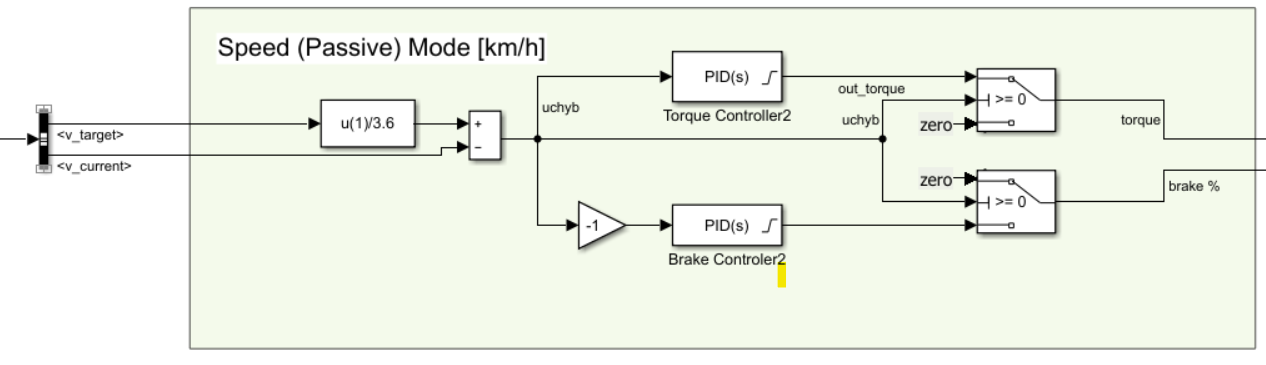 Speed (Passive) Mode [km/h]
<v_target>
<v_current>
u(1)/3.6
+
−
uchyb
-1
PID(s)
Torque Controller2
PID(s)
Brake Controler2
out_torque
uchyb
zero
>= 0
torque
zero
>= 0
brake %